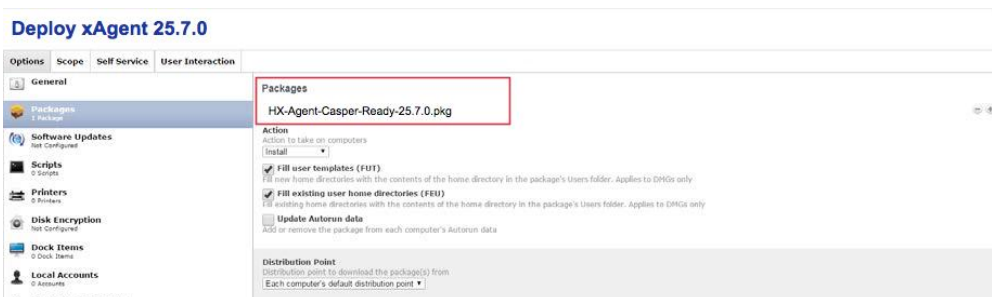 Deploy xAgent 25.7.0
Options Scope Self Service User Interaction
General
Packages
1 Package
Software Updates
Not Configured
Scripts
0 Scripts
Printers
0 Printers
Disk Encryption
Not Configured
Dock Items
0 Dock Items
Local Accounts
0 Accounts
Packages
HX-Agent-Casper-Ready-25.7.0.pkg
Action
Action to take on computers
Install
Fill user templates (FUT)
Fill new home directories with the contents of the home directory in the package's Users folder. Applies to DMGs only
Fill existing user home directories (FEU)
Fill existing home directories with the contents of the home directory in the package's Users folder. Applies to DMGs only
Update Autorun data
Add or remove the package from each computer's Autorun data
Distribution Point
Distribution point to download the package(s) from
Each computer's default distribution point